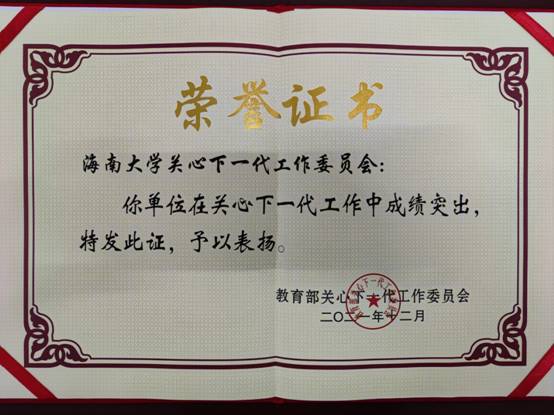 荣誉证书
海南大学关心下一代工作委员会：
你单位在关心下一代工作中成绩突出，
特发此证，予以表扬。
教育部关心下一代工作委员会
二〇二一年十二月